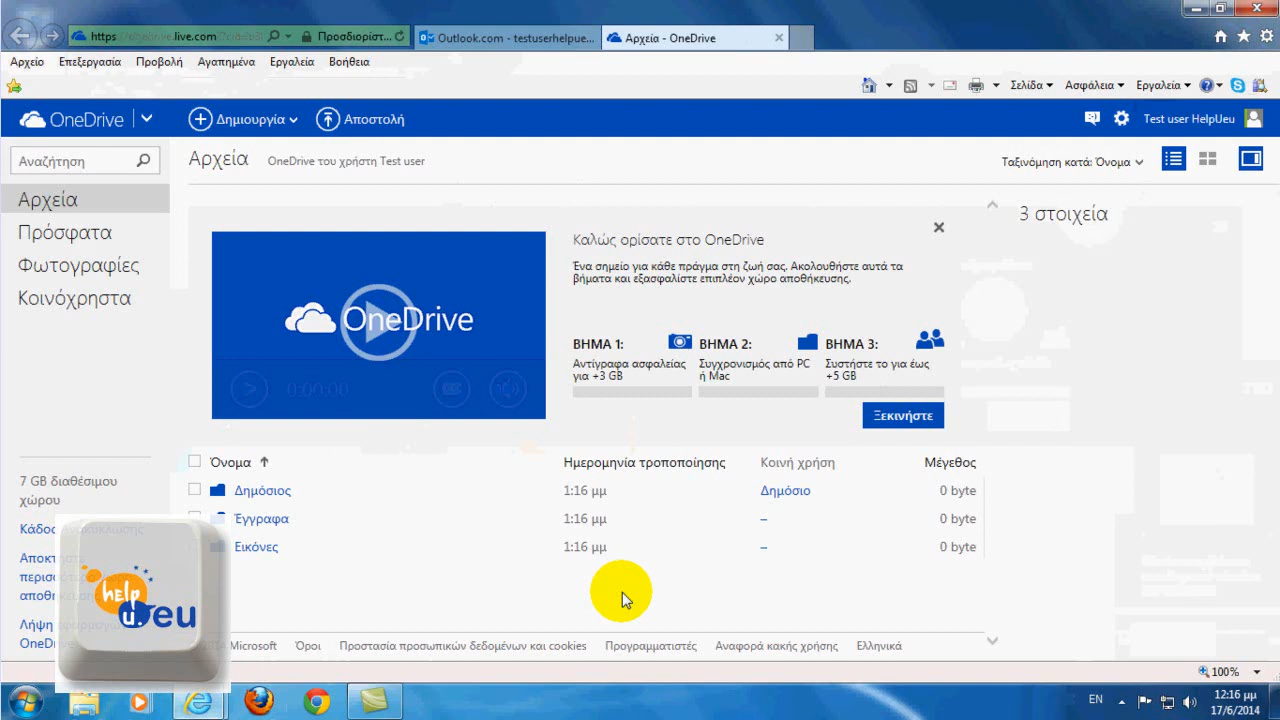 https://onedrive.live.com
Προσδιορίστ...
Outlook.com - testuserhelpue...
Αρχεία - OneDrive
Αρχείο Επεξεργασία Προβολή Αγαπημένα Εργαλεία Βοήθεια
Σελίδα Ασφάλεια Εργαλεία
OneDrive Δημιουργία Αποστολή Test user HelpUeu
Αναζήτηση
Αρχεία OneDrive του χρήστη Test user Ταξινόμηση κατά: Όνομα
Αρχεία
Πρόσφατα
Φωτογραφίες
Κοινόχρηστα
3 στοιχεία
OneDrive
0:00:00
Καλώς ορίσατε στο OneDrive
Ένα σημείο για κάθε πράγμα στη ζωή σας. Ακολουθήστε αυτά τα
βήματα και εξασφαλίστε επιπλέον χώρο αποθήκευσης.
ΒΗΜΑ 1: ΒΗΜΑ 2: ΒΗΜΑ 3:
Αντίγραφα ασφαλείας Συγχρονισμός από PC Συστήστε το για έως
για +3 GB ή Mac +5 GB
Ξεκινήστε
Όνομα Ημερομηνία τροποποίησης Κοινή χρήση Μέγεθος
Δημόσιος 1:16 μμ Δημόσιο 0 byte
Έγγραφα 1:16 μμ – 0 byte
Εικόνες 1:16 μμ – 0 byte
7 GB διαθέσιμου
χώρου
Κάδος
OneDrive
help
u.eu
Microsoft Όροι Προστασία προσωπικών δεδομένων και cookies Προγραμματιστές Αναφορά κακής χρήσης Ελληνικά
100%
EN
12:16 μμ
17/6/2014